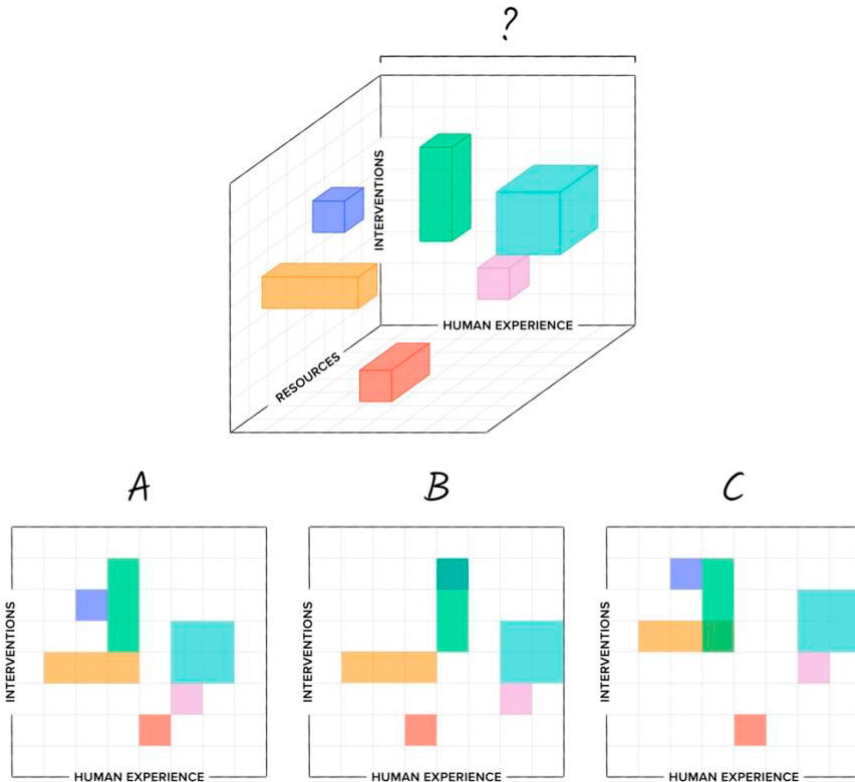 ?
INTERVENTIONS
HUMAN EXPERIENCE
RESOURCES
A
B
C
INTERVENTIONS
INTERVENTIONS
INTERVENTIONS
HUMAN EXPERIENCE
HUMAN EXPERIENCE
HUMAN EXPERIENCE